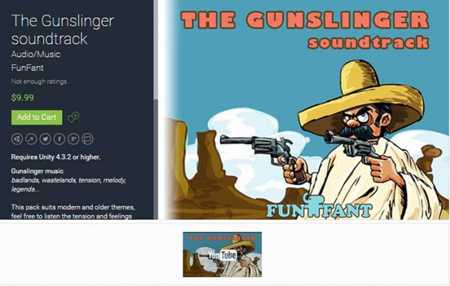 The Gunslinger
soundtrack
Audio/Music
FunFant
Not enough ratings
$9.99
Add to Cart
Requires Unity 4.3.2 or higher.
Gunslinger music
badlands, wastelands, tension, melody,
legends...
This pack suits modern and older themes,
feel free to listen the tension and feelings
THE GUNSLINGER
soundtrack
FUNFANT
THE GUNSLINGER
YouTube